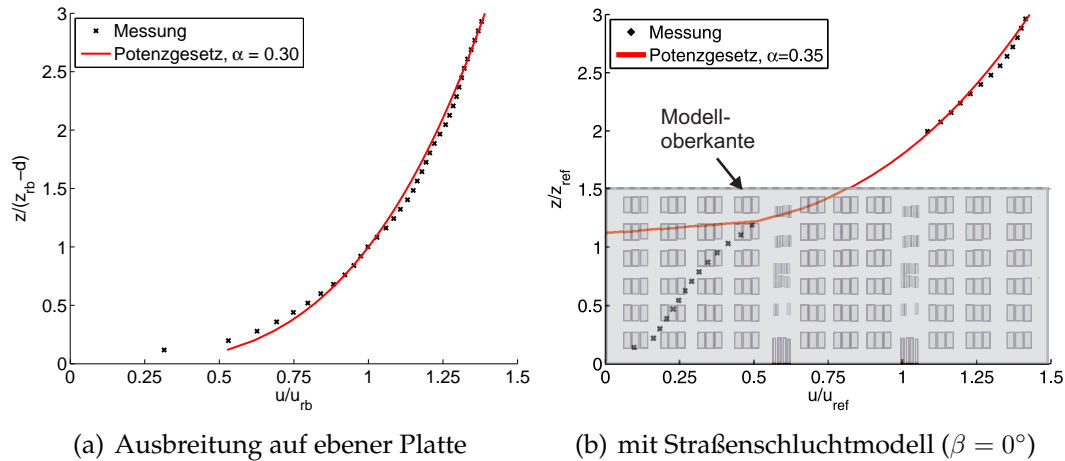 Messung
Potenzgesetz, α = 0.30
3
2.5
2
1.5
1
0.5
0
z/(z_rb−d)
0
0.25
0.5
0.75
1
1.25
1.5
u/u_rb
(a) Ausbreitung auf ebener Platte
Messung
Potenzgesetz, α=0.35
Modell-
oberkante
3
2.5
2
1.5
1
0.5
0
z/z_ref
0
0.25
0.5
0.75
1
1.25
1.5
u/u_ref
(b) mit Straßenschluchtmodell (β = 0°)